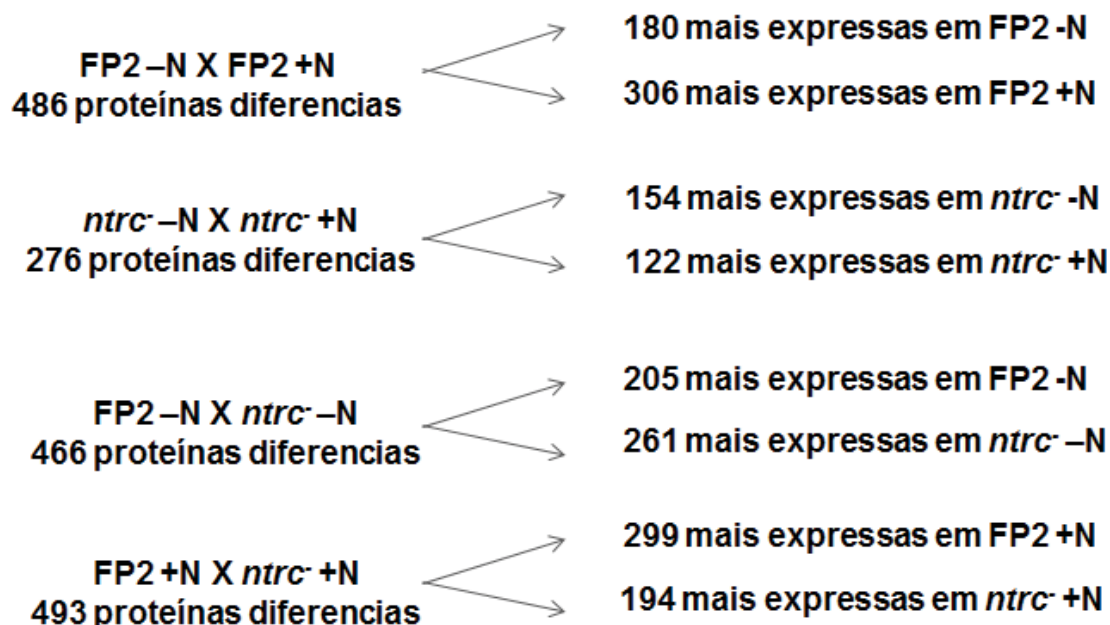 FP2 –N X FP2 +N
486 proteínas diferencias
180 mais expressas em FP2 -N
306 mais expressas em FP2 +N
ntrc- –N X ntrc- +N
276 proteínas diferencias
154 mais expressas em ntrc- -N
122 mais expressas em ntrc- +N
FP2 –N X ntrc- –N
466 proteínas diferencias
205 mais expressas em FP2 -N
261 mais expressas em ntrc- –N
FP2 +N X ntrc- +N
493 proteínas diferencias
299 mais expressas em FP2 +N
194 mais expressas em ntrc- +N